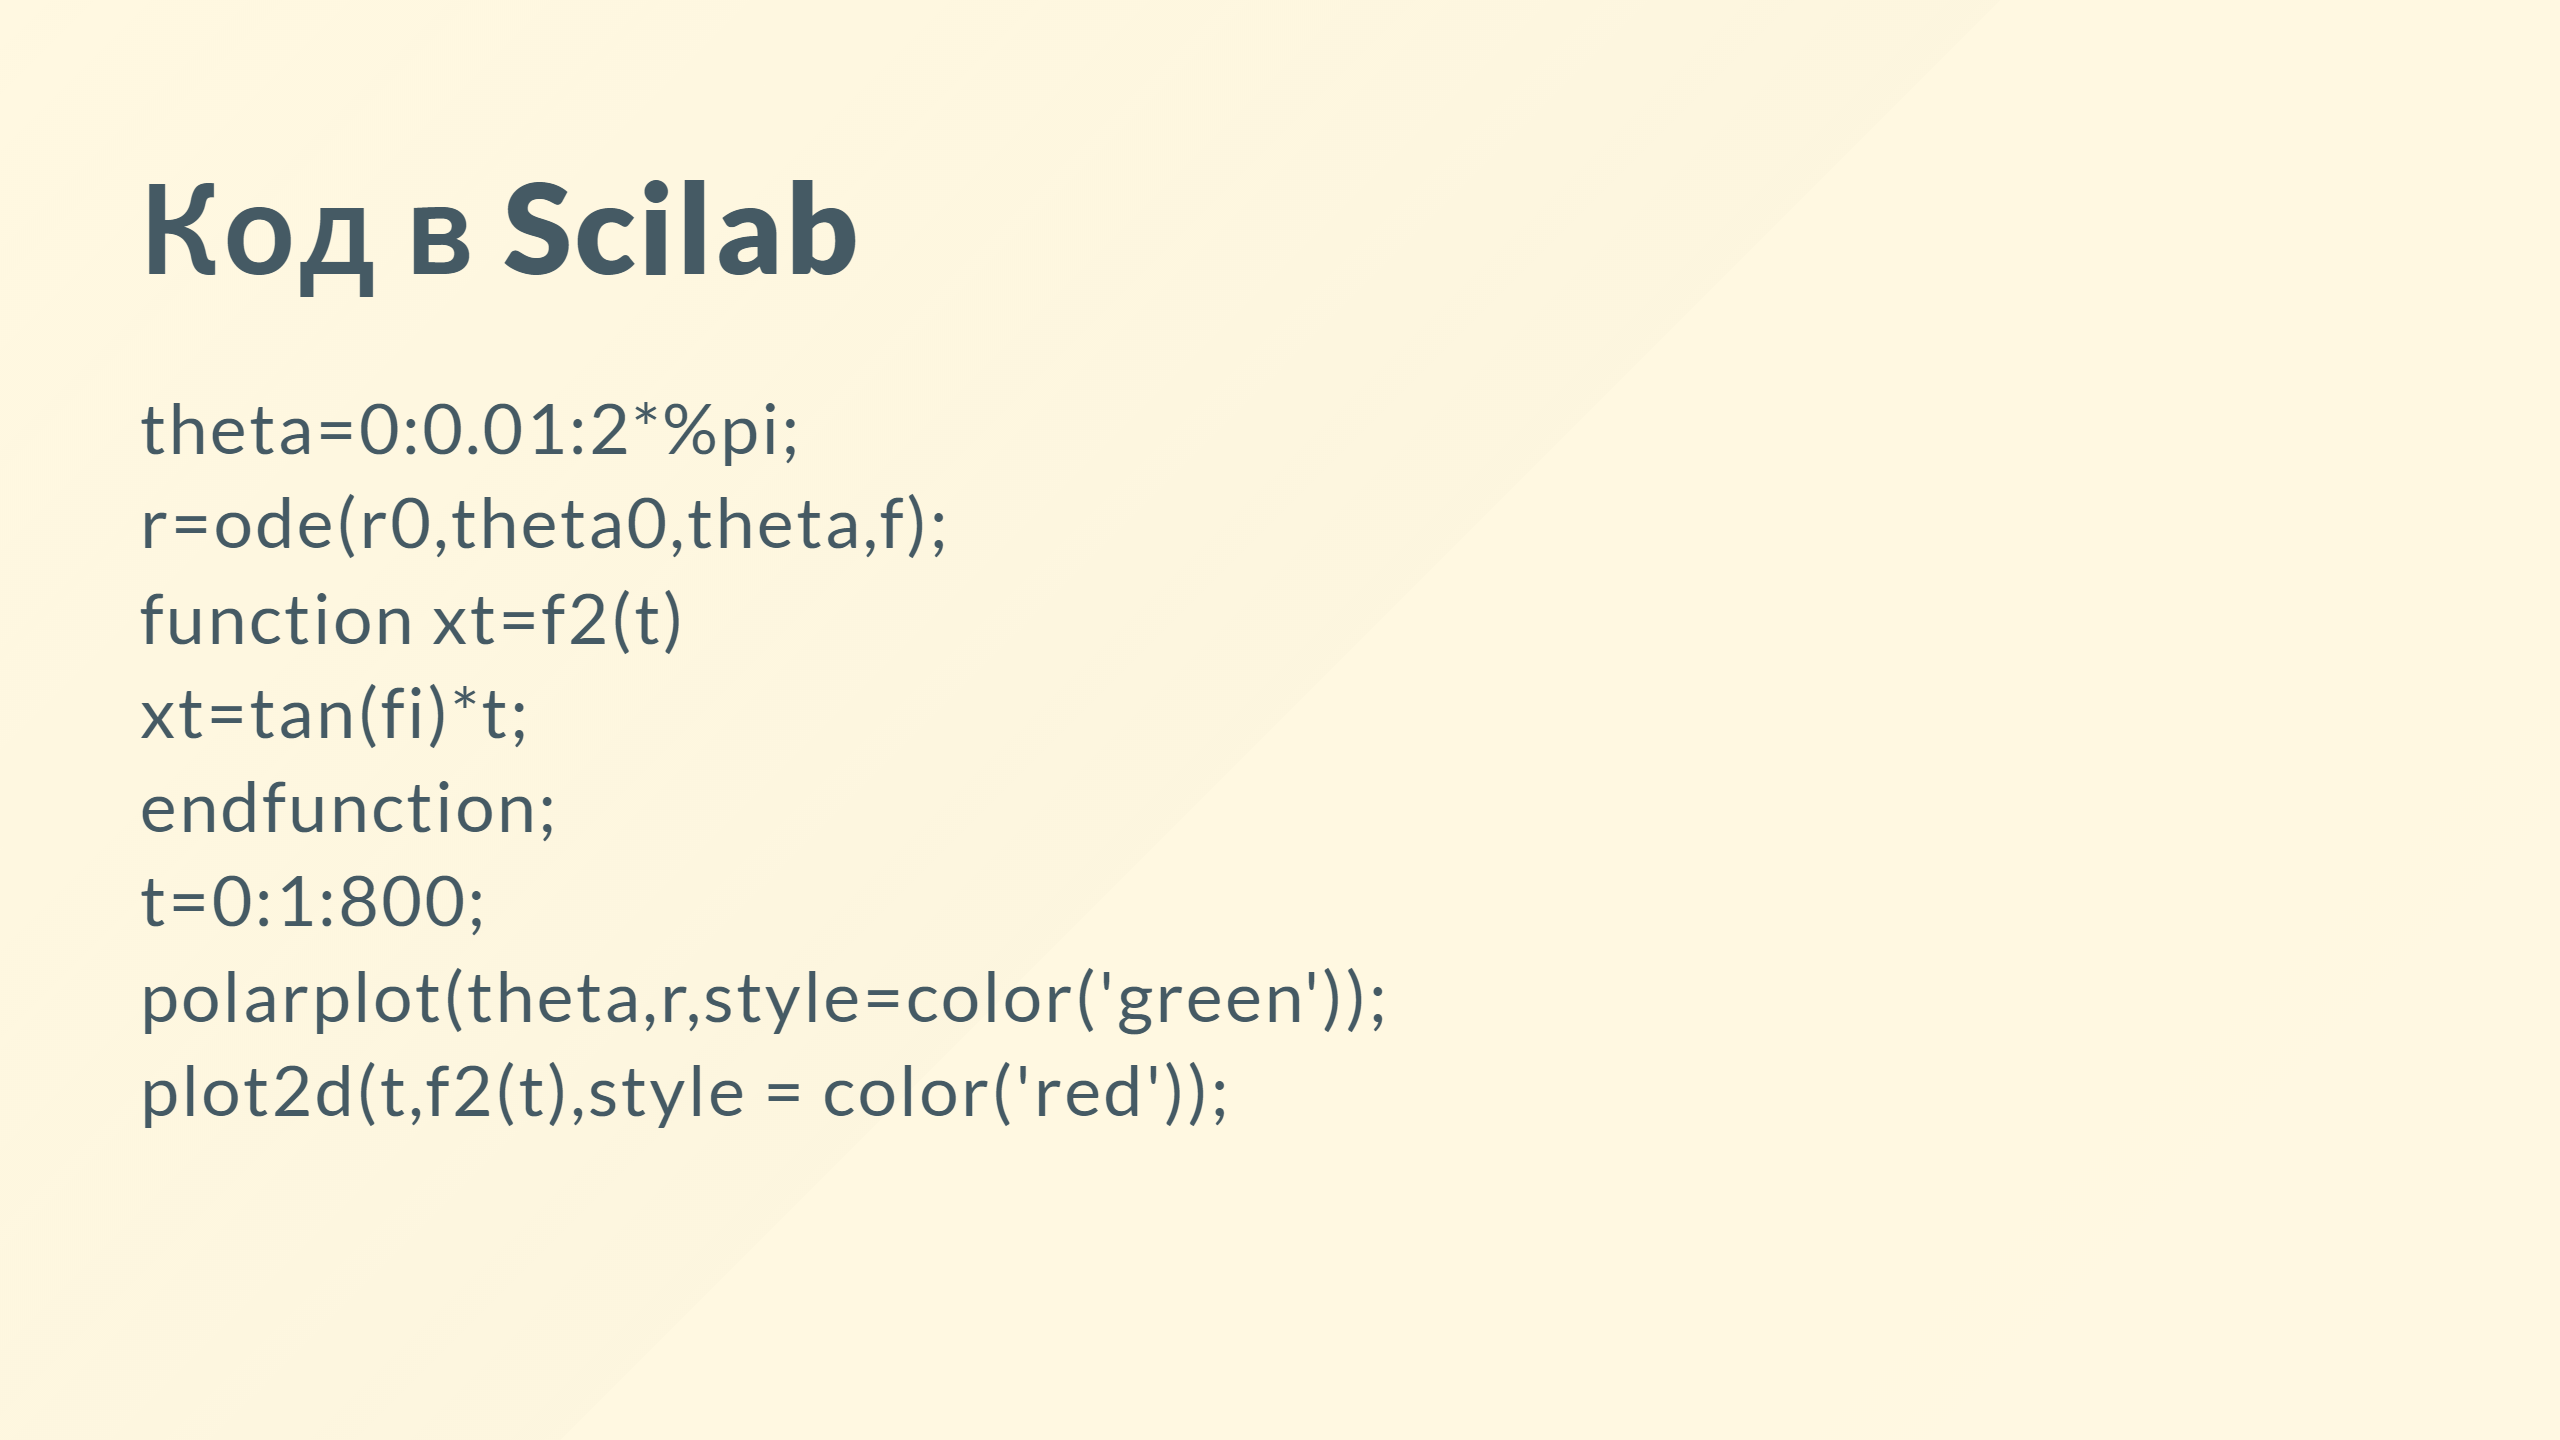 Код в Scilab
theta=0:0.01:2*%pi;
r=ode(r0,theta0,theta,f);
function xt=f2(t)
xt=tan(fi)*t;
endfunction;
t=0:1:800;
polarplot(theta,r,style=color('green'));
plot2d(t,f2(t),style = color('red'));